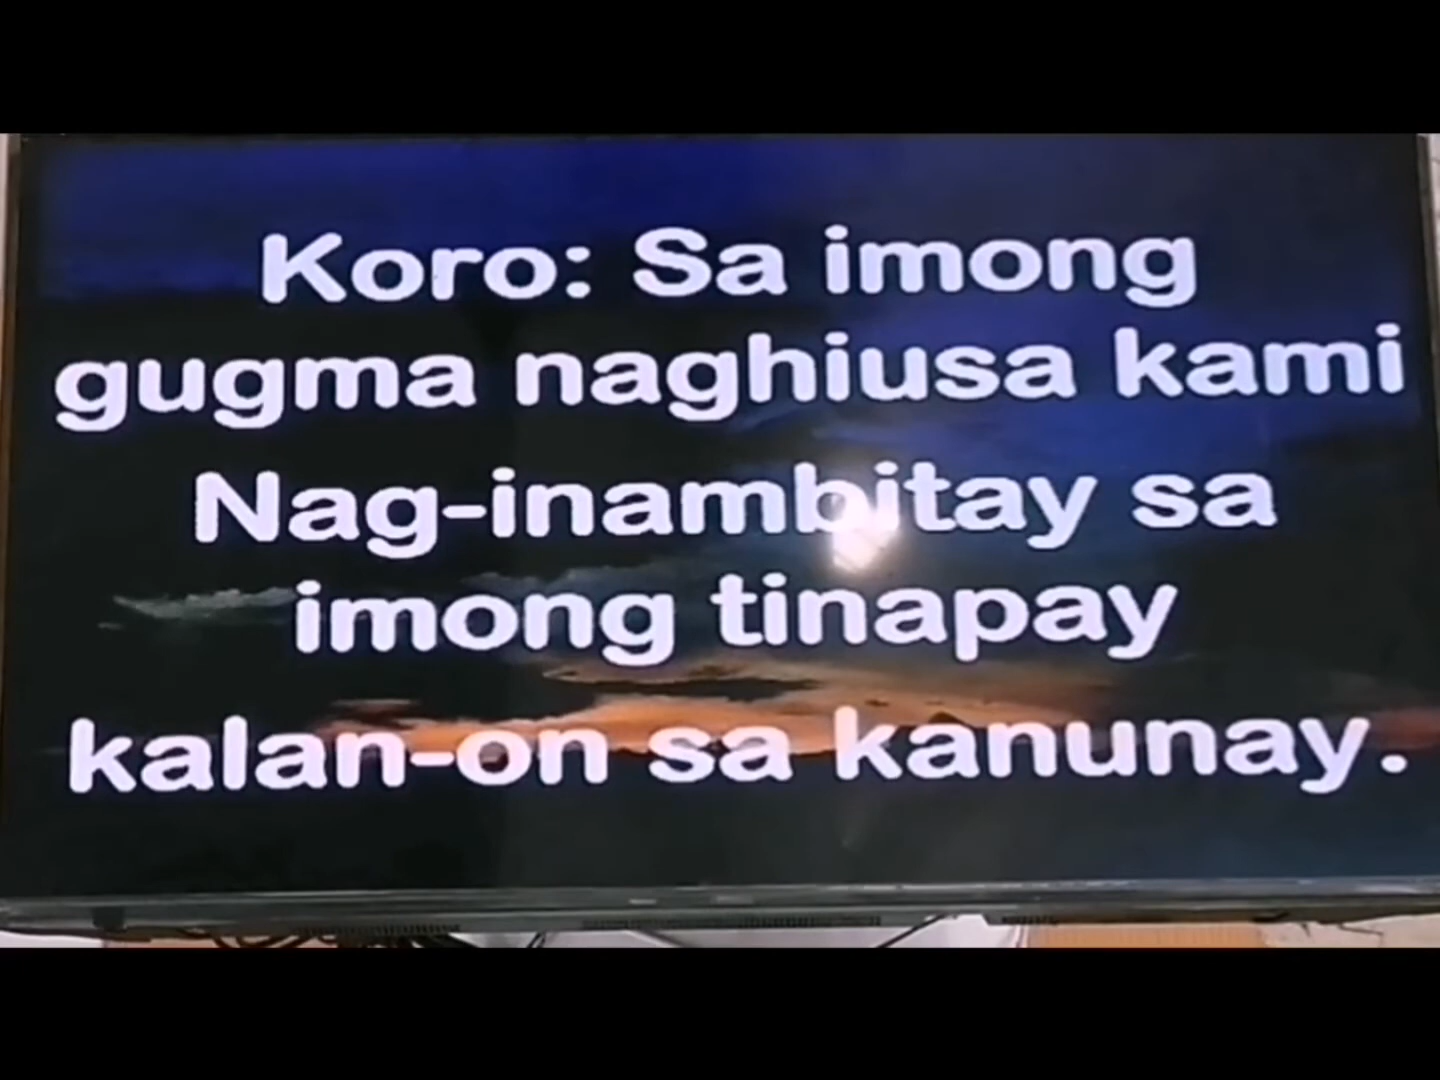 Koro: Sa imong
gugma naghiusa kami
Nag-inambitay sa
imong tinapay
kalan-on sa kanunay.